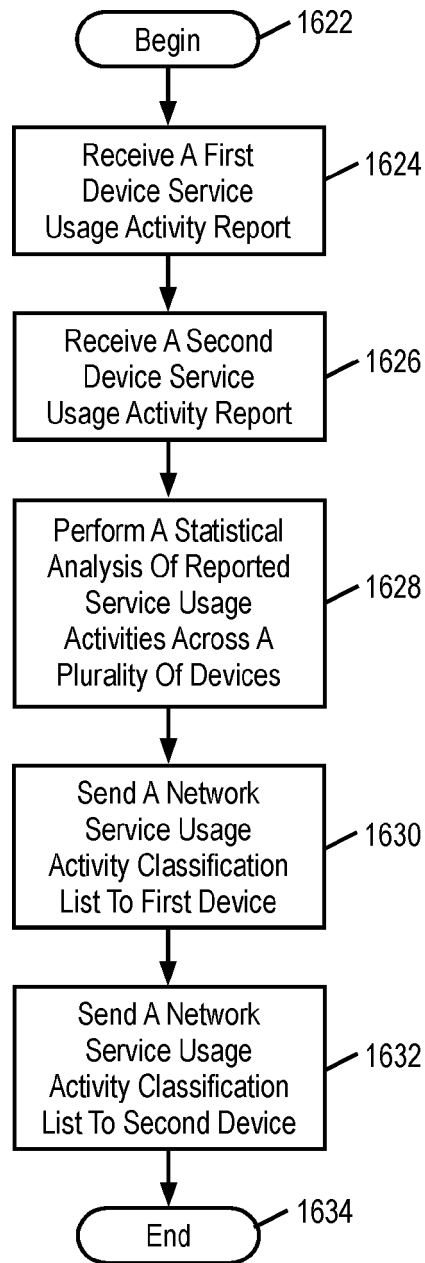 Begin
1622
Receive A First
Device Service
Usage Activity Report
1624
Receive A Second
Device Service
Usage Activity Report
1626
Perform A Statistical
Analysis Of Reported
Service Usage
Activities Across A
Plurality Of Devices
1628
Send A Network
Service Usage
Activity Classification
List To First Device
1630
Send A Network
Service Usage
Activity Classification
List To Second Device
1632
End
1634